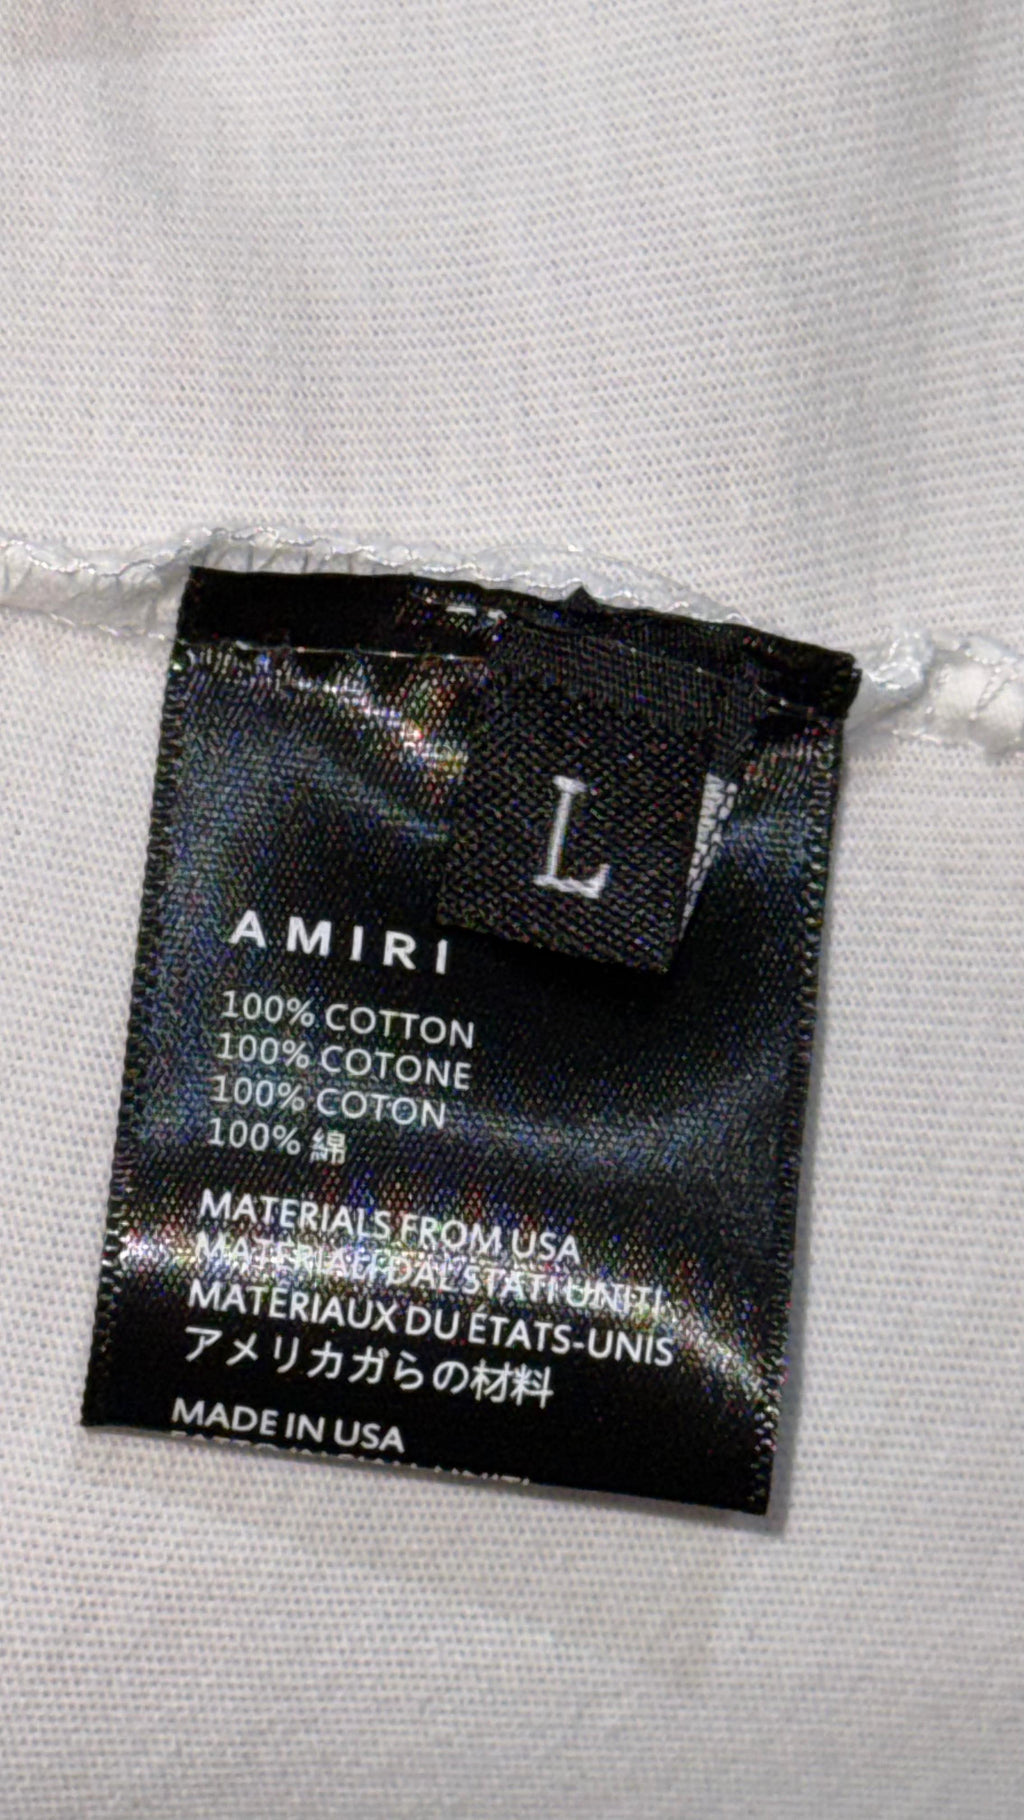 L
AMIRI
100% COTTON
100% COTONE
100% COTON
100% 綿
MATERIALS FROM USA
MATERIALI DAL STATI UNITI
MATERIAUX DU ÉTATS-UNIS
アメリカガらの材料
MADE IN USA